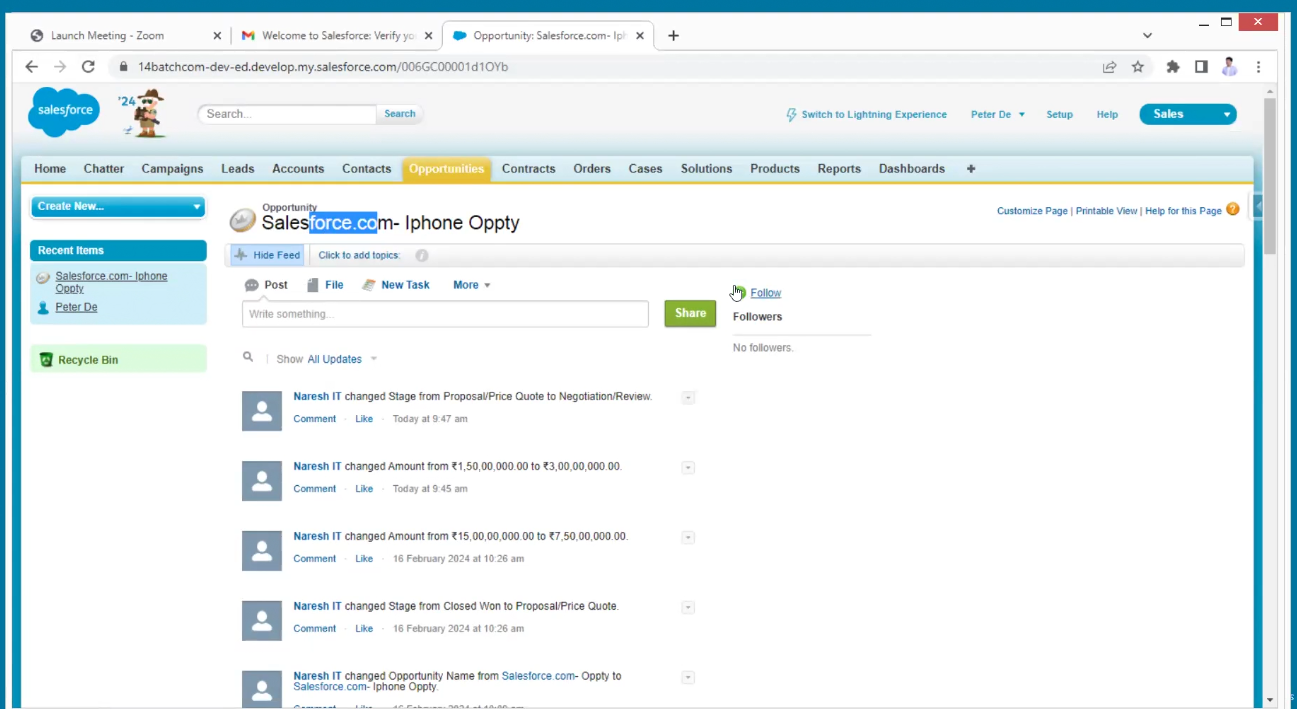 Launch Meeting - Zoom
Welcome to Salesforce: Verify yo
Opportunity: Salesforce.com- Iph
14batchcom-dev-ed.develop.my.salesforce.com/006GC00001d1OYb
salesforce
'24
Search...
Search
Switch to Lightning Experience
Peter De
Setup
Help
Sales
Home
Chatter
Campaigns
Leads
Accounts
Contacts
Opportunities
Contracts
Orders
Cases
Solutions
Products
Reports
Dashboards
Create New...
Recent Items
Salesforce.com- Iphone
Oppty
Peter De
Recycle Bin
Opportunity
Salesforce.com- Iphone Oppty
Customize Page | Printable View | Help for this Page
Hide Feed
Click to add topics:
Post
File
New Task
More
Write something...
Share
Follow
Followers
No followers.
Show All Updates
Naresh IT changed Stage from Proposal/Price Quote to Negotiation/Review.
Comment · Like · Today at 9:47 am
Naresh IT changed Amount from ₹1,50,00,000.00 to ₹3,00,00,000.00.
Comment · Like · Today at 9:45 am
Naresh IT changed Amount from ₹15,00,00,000.00 to ₹7,50,00,000.00.
Comment · Like · 16 February 2024 at 10:26 am
Naresh IT changed Stage from Closed Won to Proposal/Price Quote.
Comment · Like · 16 February 2024 at 10:26 am
Naresh IT changed Opportunity Name from Salesforce.com- Oppty to
Salesforce.com- Iphone Oppty.